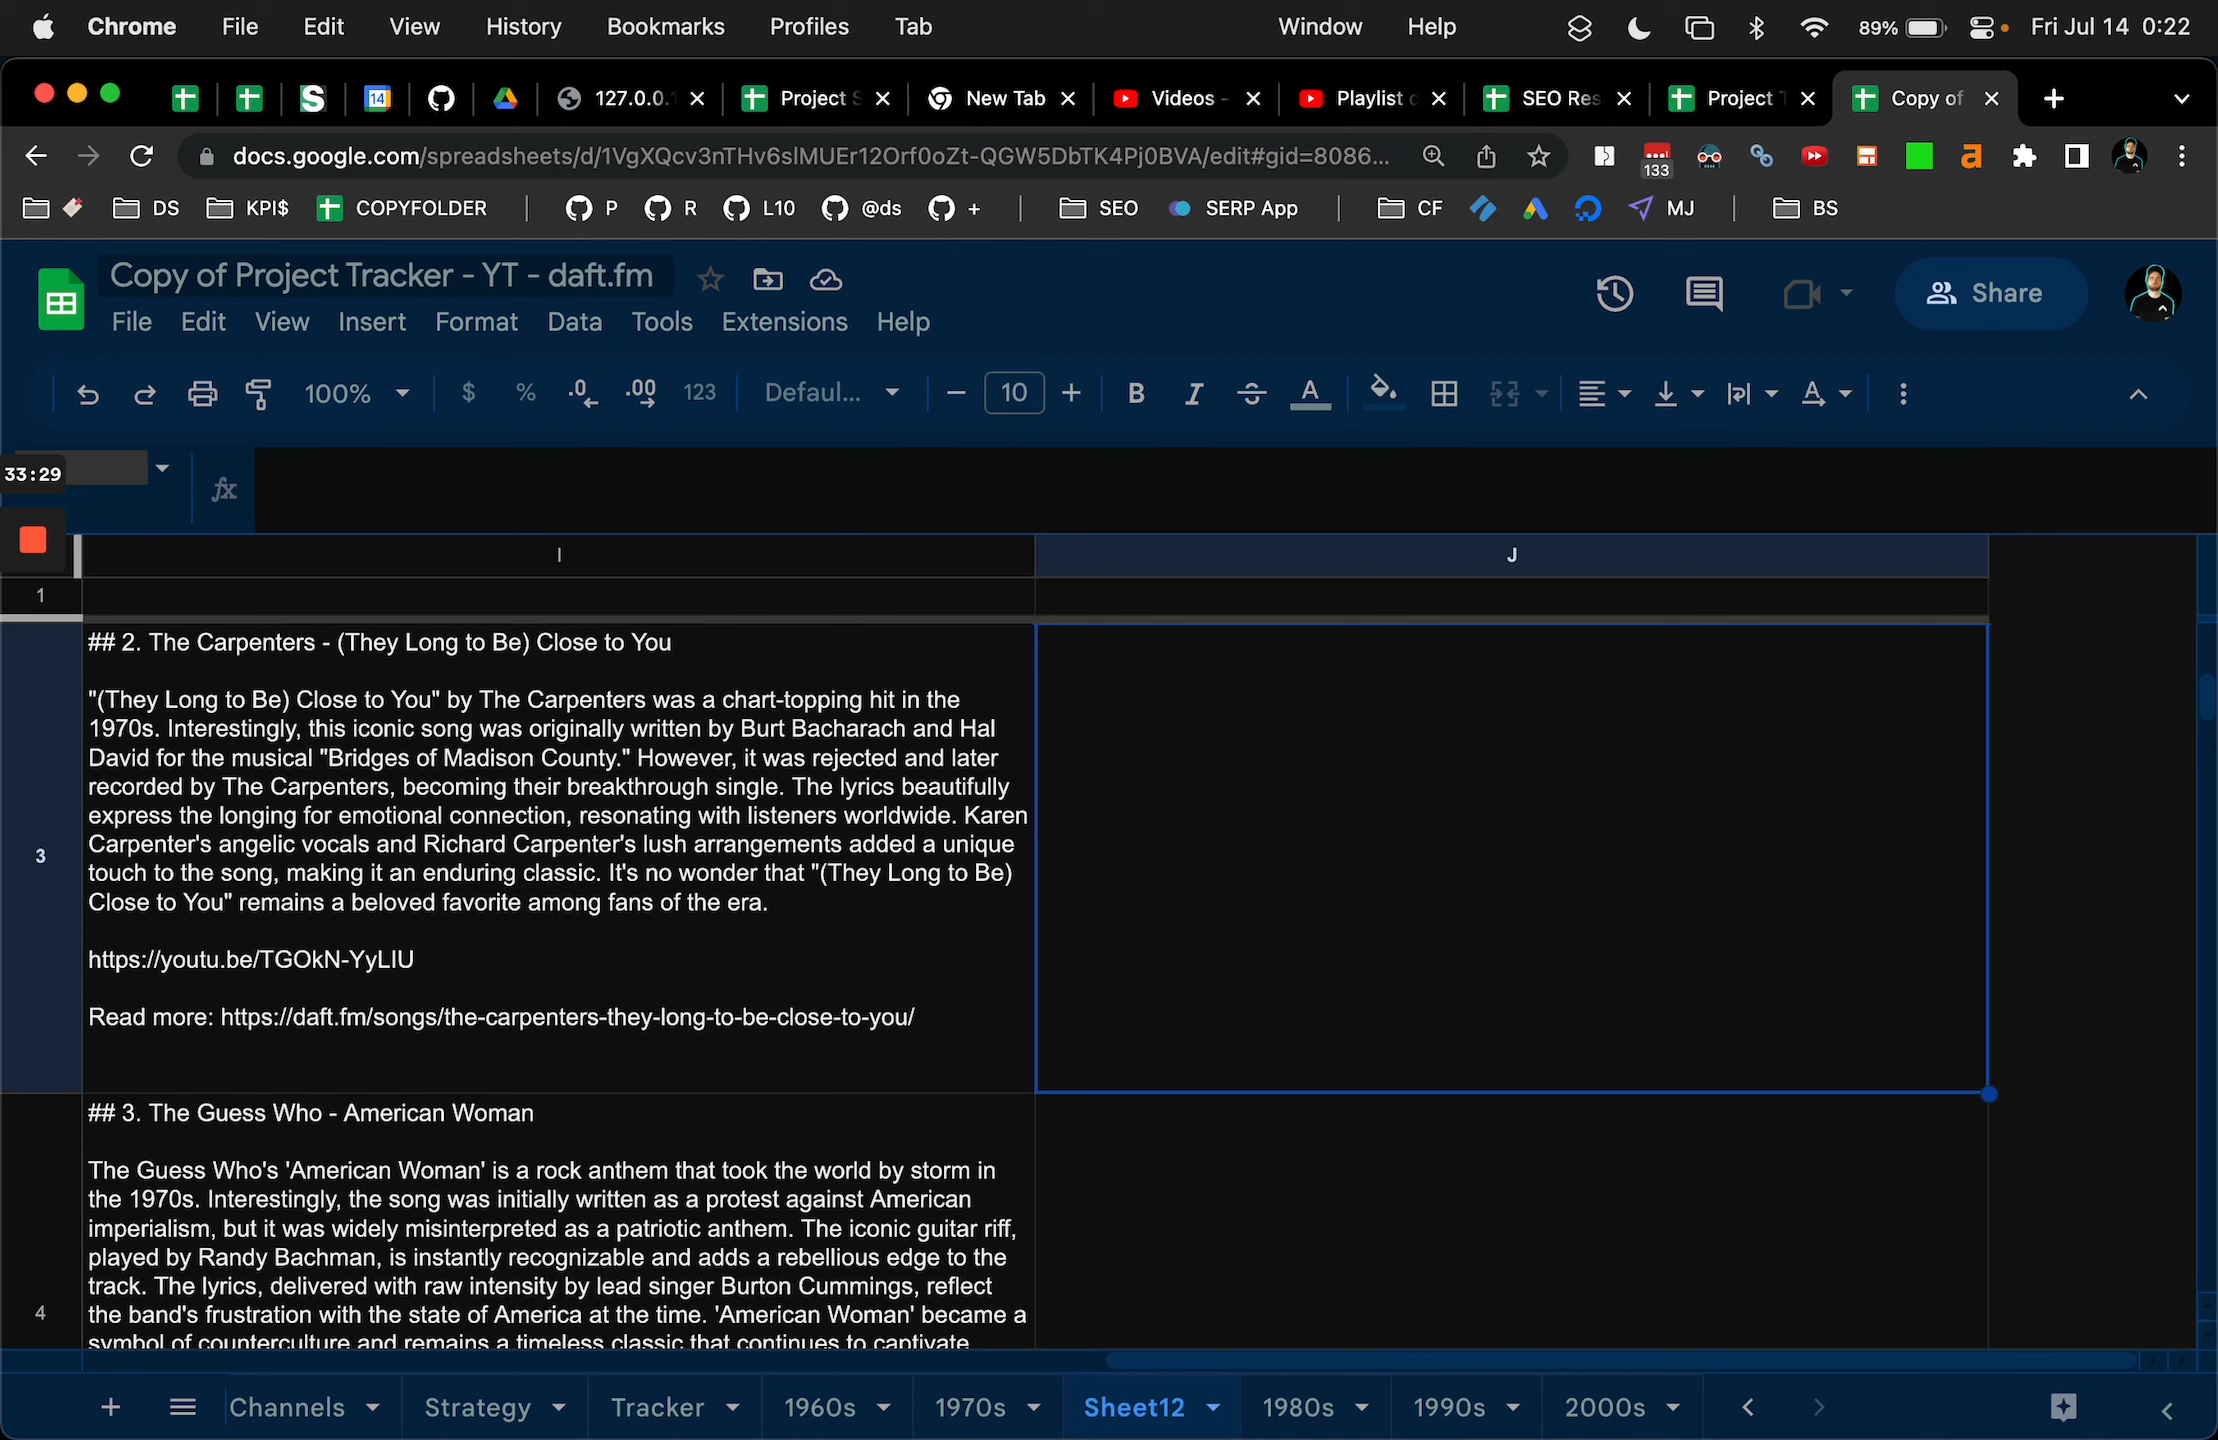 Chrome File Edit View History Bookmarks Profiles Tab Window Help 89% Fri Jul 14 0:22
14 127.0.0.1 Project S New Tab Videos - Playlist SEO Res Project Copy of
docs.google.com/spreadsheets/d/1VgXQcv3nTHv6slMUEr12Orf0oZt-QGW5DbTK4Pj0BVA/edit#gid=8086... 133
DS KPI$ COPYFOLDER P R L10 @ds + SEO SERP App CF MJ BS
Copy of Project Tracker - YT - daft.fm
Share
File Edit View Insert Format Data Tools Extensions Help
100% $ % .0 .00 123 Defaul... 10 B I A
33:29
fx
I J
1
## 2. The Carpenters - (They Long to Be) Close to You
"(They Long to Be) Close to You" by The Carpenters was a chart-topping hit in the
1970s. Interestingly, this iconic song was originally written by Burt Bacharach and Hal
David for the musical "Bridges of Madison County." However, it was rejected and later
recorded by The Carpenters, becoming their breakthrough single. The lyrics beautifully
express the longing for emotional connection, resonating with listeners worldwide. Karen
Carpenter's angelic vocals and Richard Carpenter's lush arrangements added a unique
3
touch to the song, making it an enduring classic. It's no wonder that "(They Long to Be)
Close to You" remains a beloved favorite among fans of the era.
https://youtu.be/TGOkN-YyLIU
Read more: https://daft.fm/songs/the-carpenters-they-long-to-be-close-to-you/
## 3. The Guess Who - American Woman
The Guess Who's 'American Woman' is a rock anthem that took the world by storm in
the 1970s. Interestingly, the song was initially written as a protest against American
imperialism, but it was widely misinterpreted as a patriotic anthem. The iconic guitar riff,
played by Randy Bachman, is instantly recognizable and adds a rebellious edge to the
track. The lyrics, delivered with raw intensity by lead singer Burton Cummings, reflect
4
the band's frustration with the state of America at the time. 'American Woman' became a
symbol of counterculture and remains a timeless classic that continues to captivate
Channels Strategy Tracker 1960s 1970s Sheet12 1980s 1990s 2000s